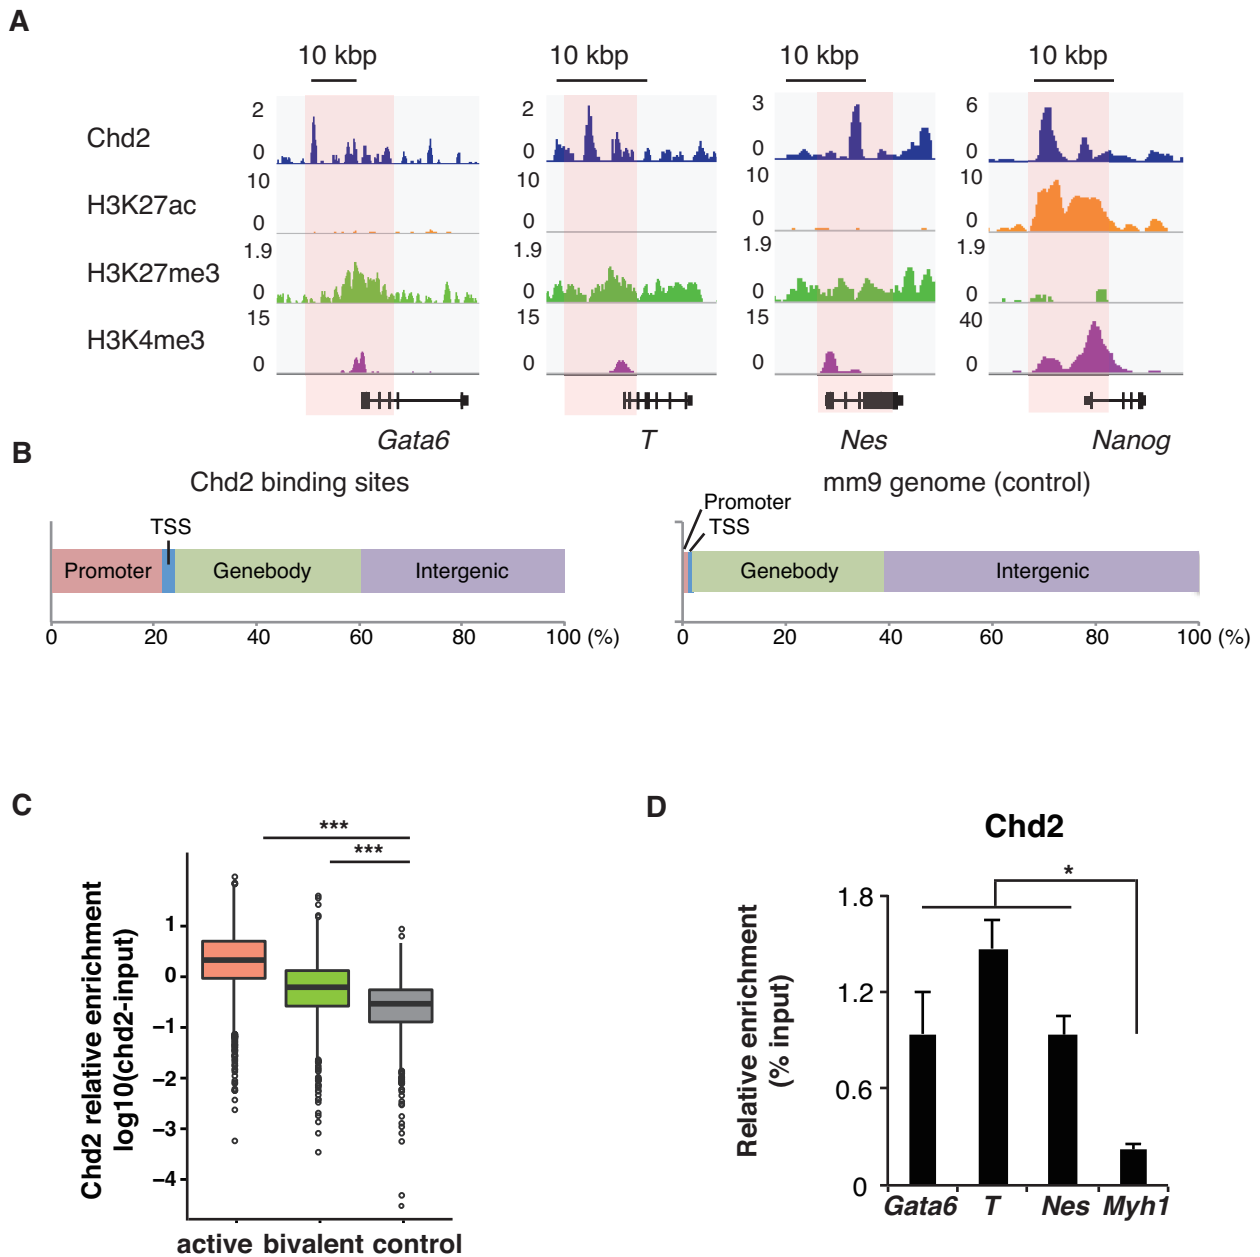 A
10 kbp 10 kbp 10 kbp 10 kbp
Chd2 2 0 2 0 3 0 6 0
H3K27ac 10 0 10 0 10 0 10 0
H3K27me3 1.9 0 1.9 0 1.9 0 1.9 0
H3K4me3 15 0 15 0 15 0 40 0
Gata6 T Nes Nanog
B
Chd2 binding sites
TSS
Promoter Genebody Intergenic
0 20 40 60 80 100 (%)
mm9 genome (control)
Promoter
TSS
Genebody Intergenic
0 20 40 60 80 100 (%)
C
***
***
Chd2 relative enrichment
log10(chd2-input)
1
0
−1
−2
−3
−4
active bivalent control
D
Chd2
*
Relative enrichment
(% input)
1.8
1.2
0.6
0
Gata6 T Nes Myh1